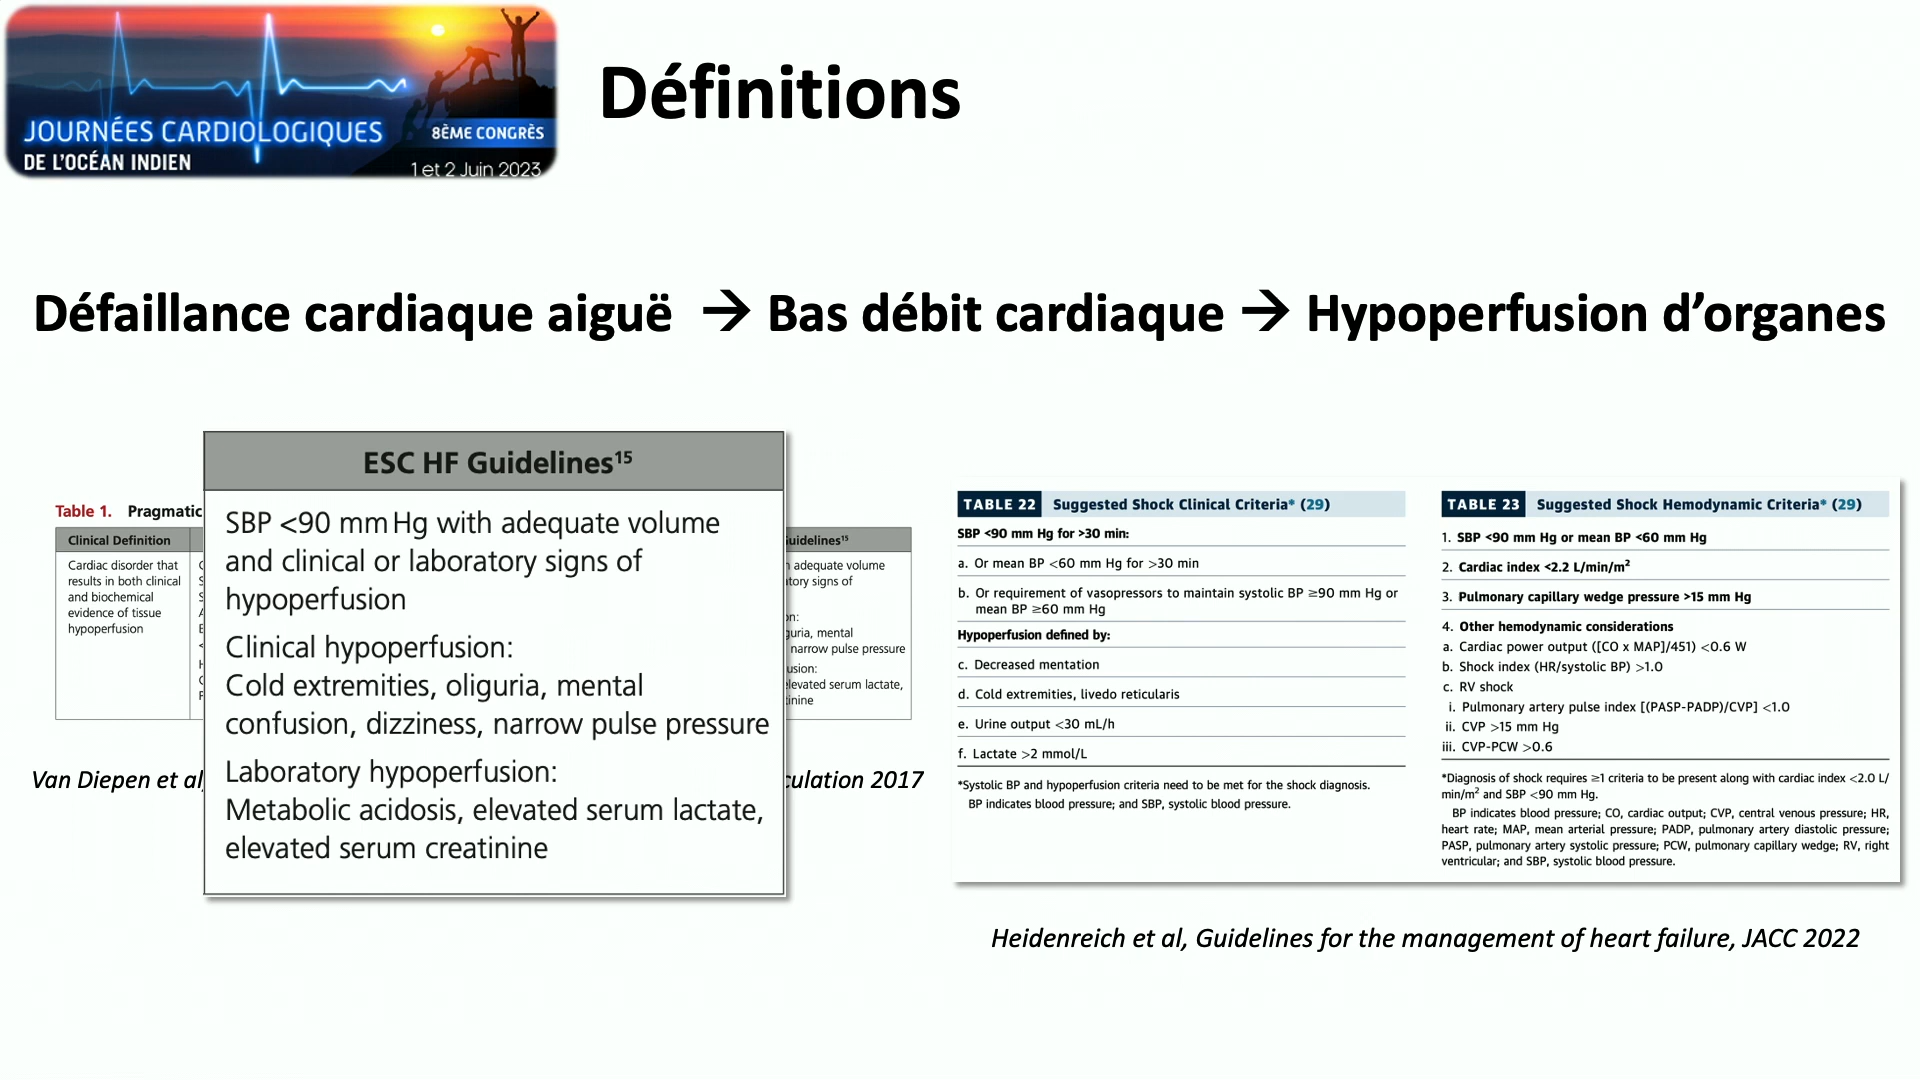 JOURNÉES CARDIOLOGIQUES
8ÈME CONGRÈS
DE L'OCÉAN INDIEN
1 et 2 Juin 2023
Définitions
Défaillance cardiaque aiguë → Bas débit cardiaque → Hypoperfusion d'organes
Table 1. Pragmatic
Clinical Definition
Cardiac disorder that
results in both clinical
and biochemical
evidence of tissue
hypoperfusion
ESC HF Guidelines¹⁵
SBP <90 mm Hg with adequate volume
and clinical or laboratory signs of
hypoperfusion
Clinical hypoperfusion:
Cold extremities, oliguria, mental
confusion, dizziness, narrow pulse pressure
Laboratory hypoperfusion:
Metabolic acidosis, elevated serum lactate,
elevated serum creatinine
adequate volume
signs of
mental
narrow pulse pressure
elevated serum lactate,
Van Diepen et al
2017
TABLE 22 Suggested Shock Clinical Criteria* (29)
SBP <90 mm Hg for >30 min:
a. Or mean BP <60 mm Hg for >30 min
b. Or requirement of vasopressors to maintain systolic BP ≥90 mm Hg or
mean BP ≥60 mm Hg
Hypoperfusion defined by:
c. Decreased mentation
d. Cold extremities, livedo reticularis
e. Urine output <30 mL/h
f. Lactate >2 mmol/L
*Systolic BP and hypoperfusion criteria need to be met for the shock diagnosis.
BP indicates blood pressure; and SBP, systolic blood pressure.
TABLE 23 Suggested Shock Hemodynamic Criteria* (29)
1. SBP <90 mm Hg or mean BP <60 mm Hg
2. Cardiac index <2.2 L/min/m²
3. Pulmonary capillary wedge pressure >15 mm Hg
4. Other hemodynamic considerations
a. Cardiac power output ([CO x MAP]/451) <0.6 W
b. Shock index (HR/systolic BP) >1.0
c. RV shock
i. Pulmonary artery pulse index [(PASP-PADP)/CVP] <1.0
ii. CVP >15 mm Hg
iii. CVP-PCW >0.6
*Diagnosis of shock requires ≥1 criteria to be present along with cardiac index <2.0 L/
min/m² and SBP <90 mm Hg.
BP indicates blood pressure; CO, cardiac output; CVP, central venous pressure; HR,
heart rate; MAP, mean arterial pressure; PADP, pulmonary artery diastolic pressure;
PASP, pulmonary artery systolic pressure; PCW, pulmonary capillary wedge; RV, right
ventricular; and SBP, systolic blood pressure.
Heidenreich et al, Guidelines for the management of heart failure, JACC 2022